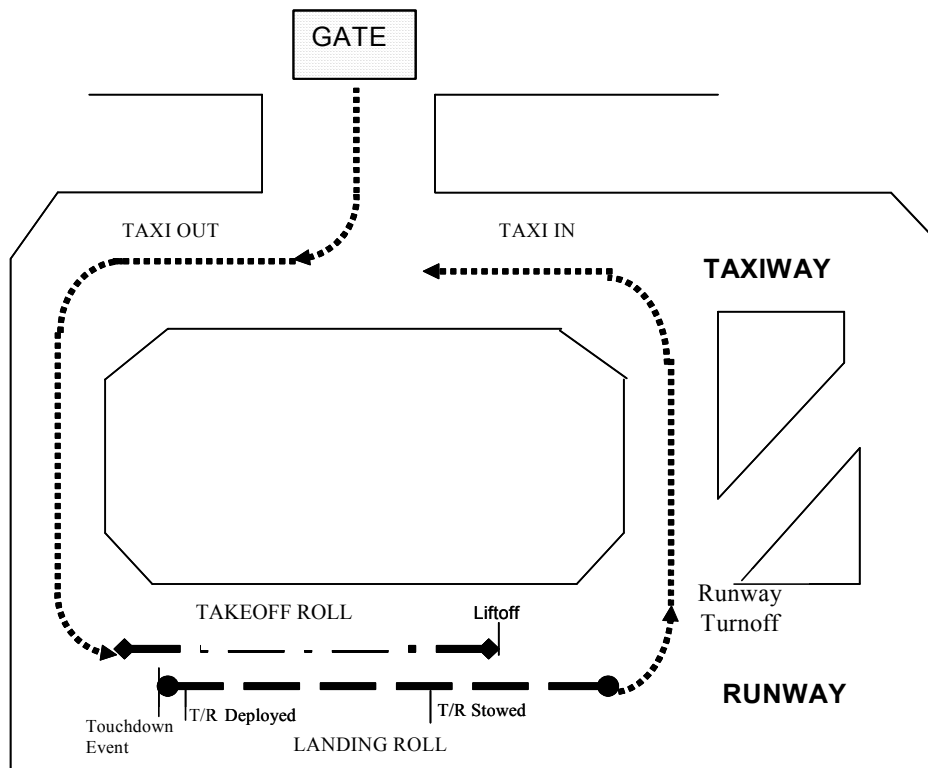 GATE
TAXI OUT
TAXI IN
TAXIWAY
TAKEOFF ROLL
Liftoff
Runway
Turnoff
RUNWAY
T/R Deployed
T/R Stowed
Touchdown
Event
LANDING ROLL